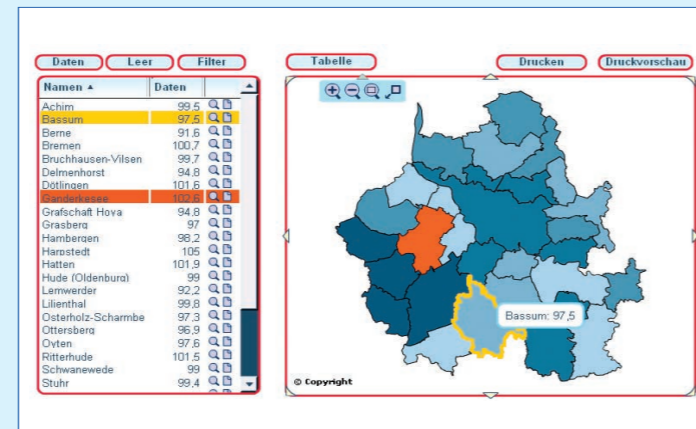 Daten Leer Filter Tabelle Drucken Druckvorschau
Namen Daten
Achim 99,5
Bassum 97,5
Berne 91,6
Bremen 100,7
Bruchhausen-Vilsen 99,7
Delmenhorst 94,8
Dötlingen 101,6
Ganderkesee 102,6
Grafschaft Hoya 94,8
Grasberg 97
Hambergen 98,2
Harpstedt 105
Hatten 101,9
Hude (Oldenburg) 99
Lemwerder 92,2
Lilienthal 99,8
Osterholz-Scharmbe 97,3
Ottersberg 96,9
Oyten 97,6
Ritterhude 101,5
Schwanewede 99
Stuhr 99,4
Bassum: 97,5
© Copyright